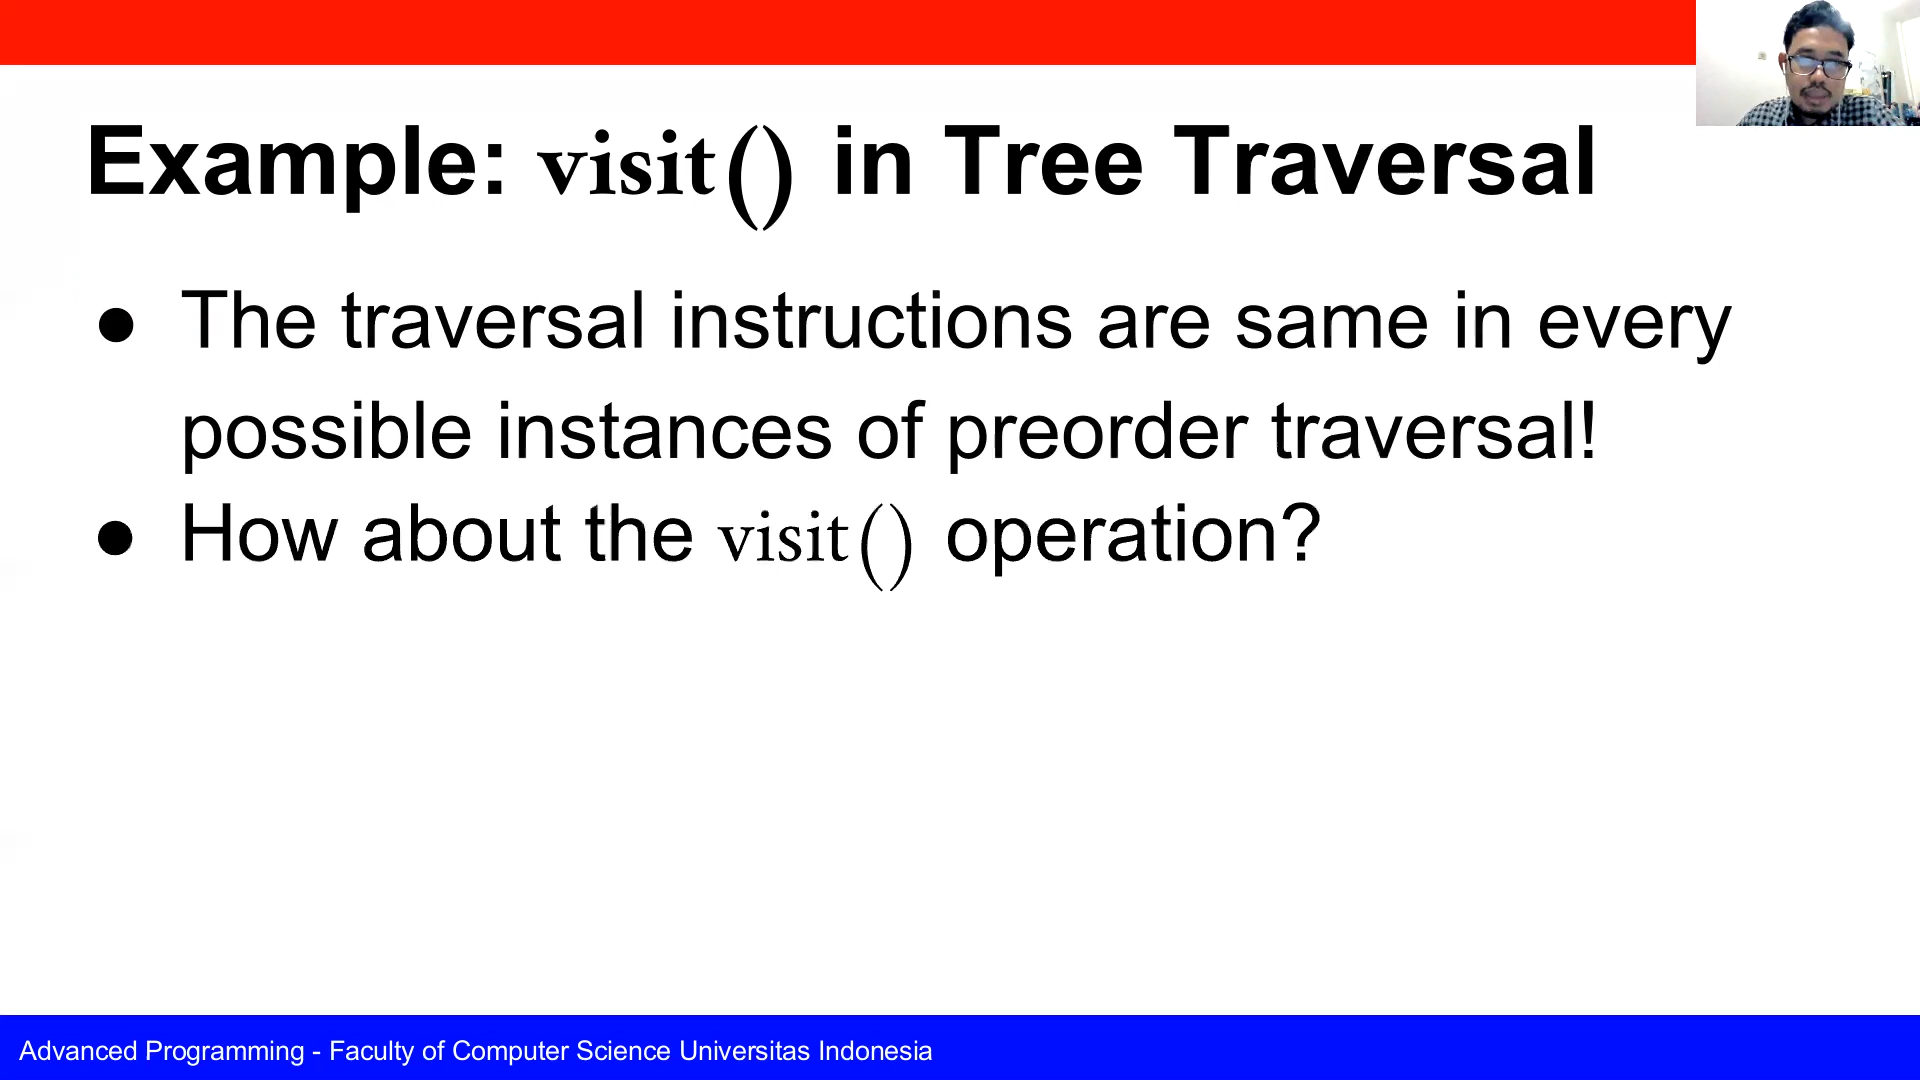 Example: visit() in Tree Traversal
● The traversal instructions are same in every
possible instances of preorder traversal!
● How about the visit() operation?
Advanced Programming - Faculty of Computer Science Universitas Indonesia